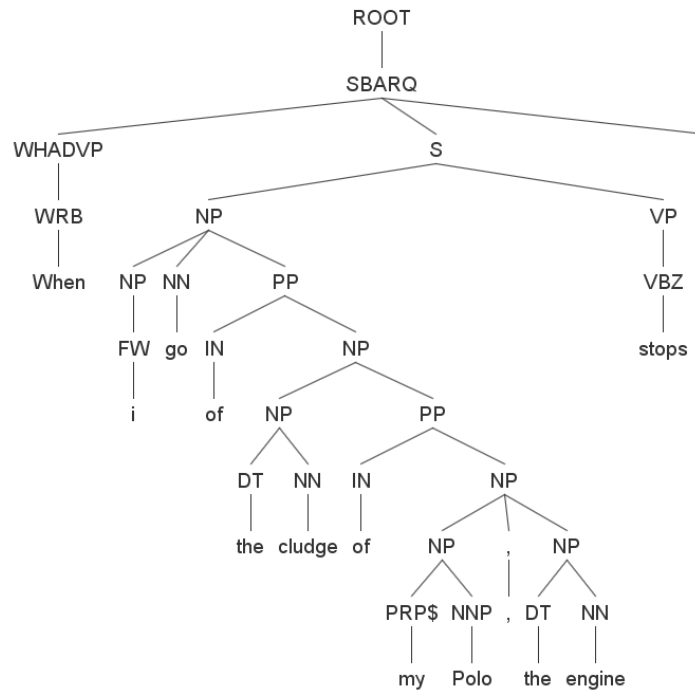 ROOT
SBARQ
WHADVP S
WRB NP VP
When NP NN PP VBZ
FW go IN NP stops
i of NP PP
DT NN IN NP
the cludge of NP , NP
PRP$ NNP , DT NN
my Polo the engine